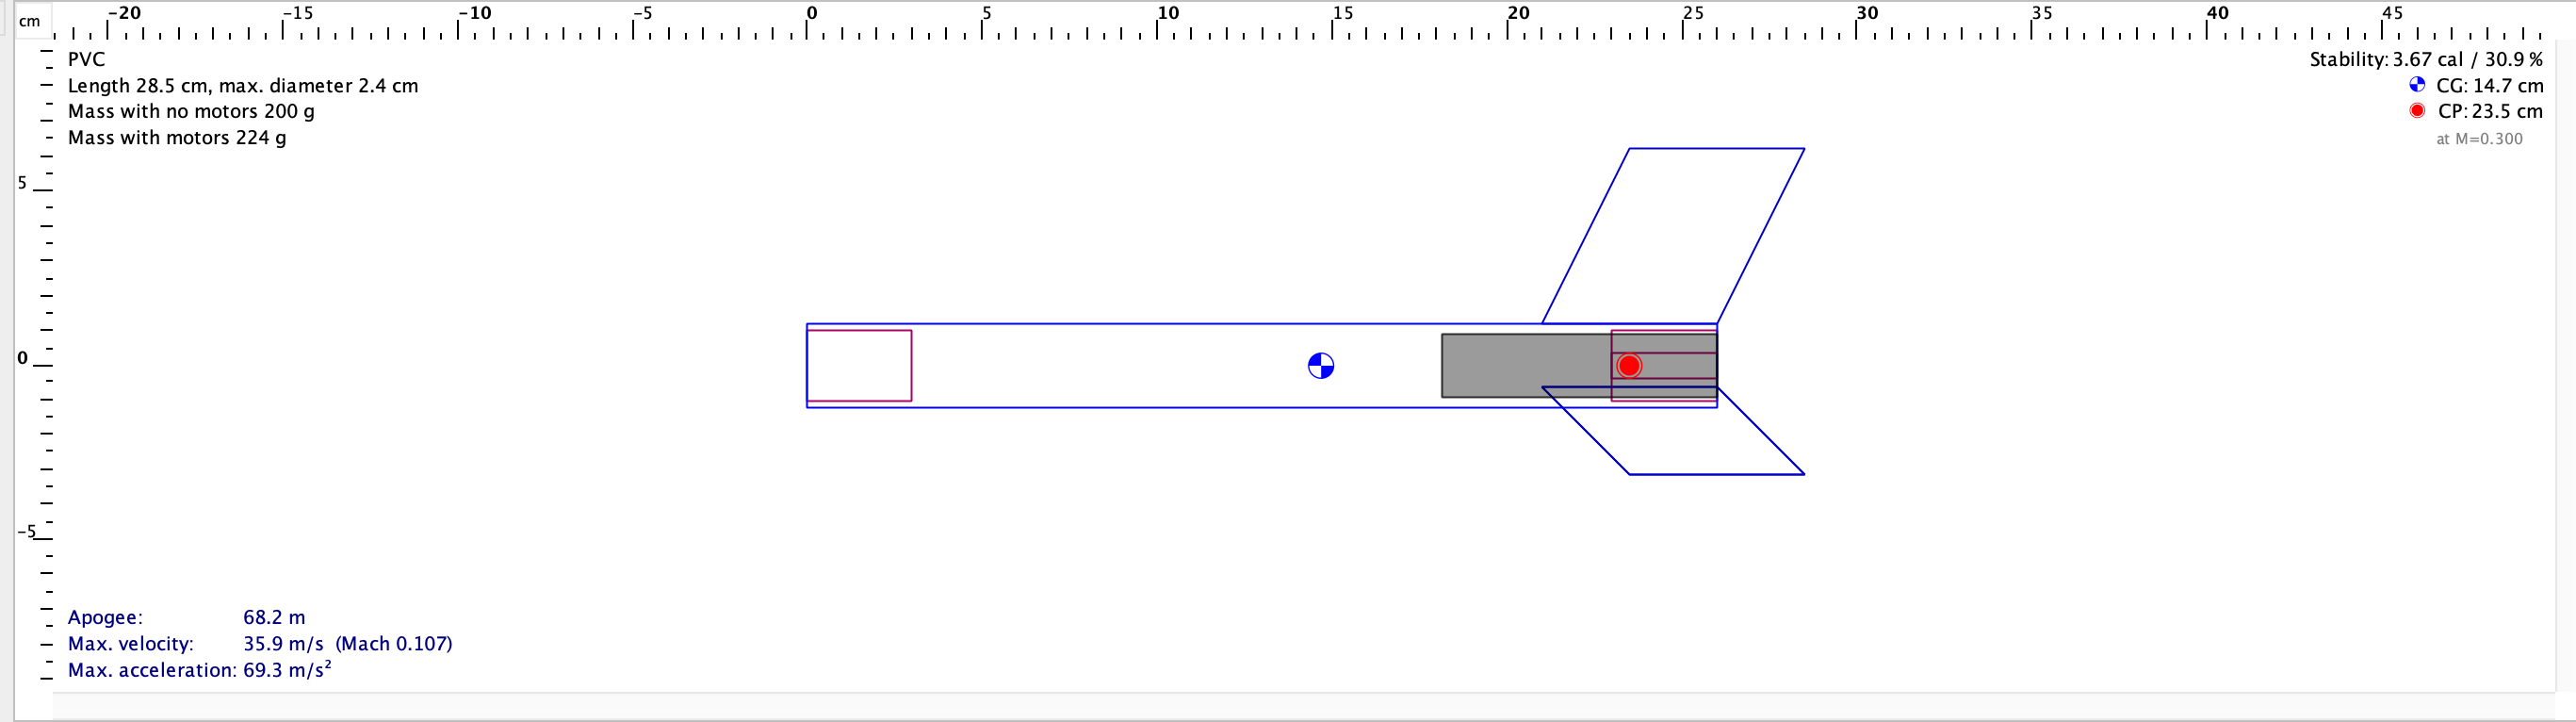 cm
-20 -15 -10 -5 0 5 10 15 20 25 30 35 40 45
PVC
Length 28.5 cm, max. diameter 2.4 cm
Mass with no motors 200 g
Mass with motors 224 g
Stability: 3.67 cal / 30.9 %
CG: 14.7 cm
CP: 23.5 cm
at M=0.300
5
0
-5
Apogee: 68.2 m
Max. velocity: 35.9 m/s (Mach 0.107)
Max. acceleration: 69.3 m/s²